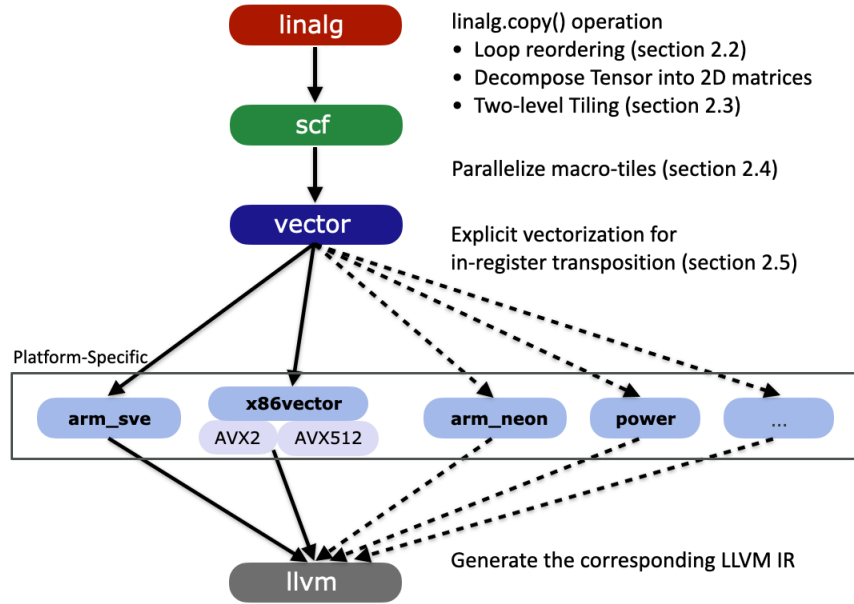 linalg
linalg.copy() operation
• Loop reordering (section 2.2)
• Decompose Tensor into 2D matrices
• Two-level Tiling (section 2.3)
scf
Parallelize macro-tiles (section 2.4)
vector
Explicit vectorization for
in-register transposition (section 2.5)
Platform-Specific
arm_sve
x86vector
AVX2
AVX512
arm_neon
power
...
Generate the corresponding LLVM IR
llvm